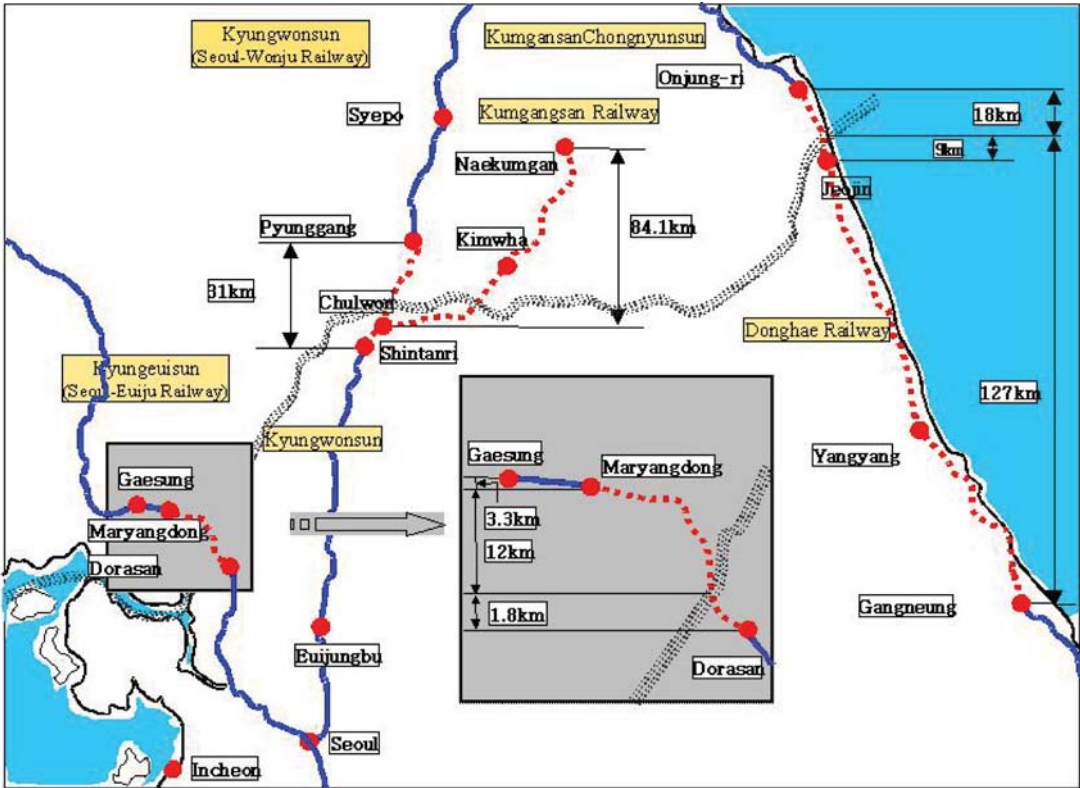 Kyungwonsun
(Seoul-Wonju Railway)
KumgansanChongnyunsun
Onjung-ri
Syepo
Kumgangsan Railway
18km
9km
Naekumgan
Jeojin
Pyunggang
Kimwha
84.1km
31km
Chulwon
Shintanri
Donghae Railway
Kyungeuisun
(Seoul-Euiju Railway)
127km
Kyungwonsun
Yangyang
Gaesung
Maryangdong
Gaesung
Maryangdong
Dorasan
3.3km
12km
1.8km
Dorasan
Gangneung
Euijungbu
Seoul
Incheon